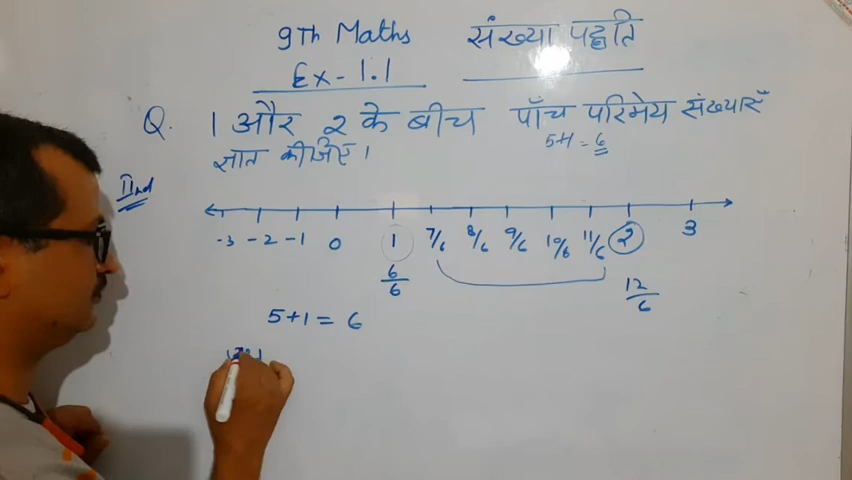 9Th Maths संख्या पद्धति
Ex-1.1
Q. 1 और 2 के बीच पाँच परिमेय संख्याएँ
5+1 = 6
ज्ञात कीजिए।
IInd
-3 -2 -1 0 1 7/6 8/6 9/6 10/6 11/6 2 3
6/6 12/6
5+1 = 6